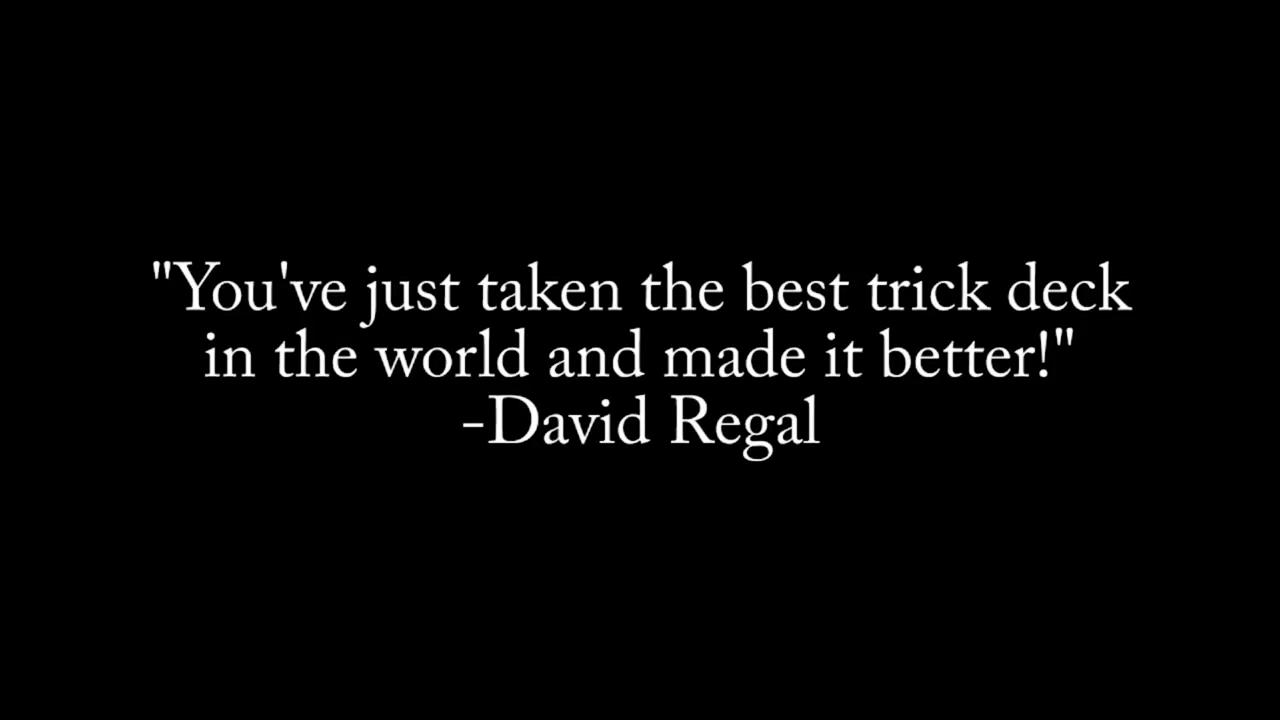 "You've just taken the best trick deck
in the world and made it better!"
-David Regal